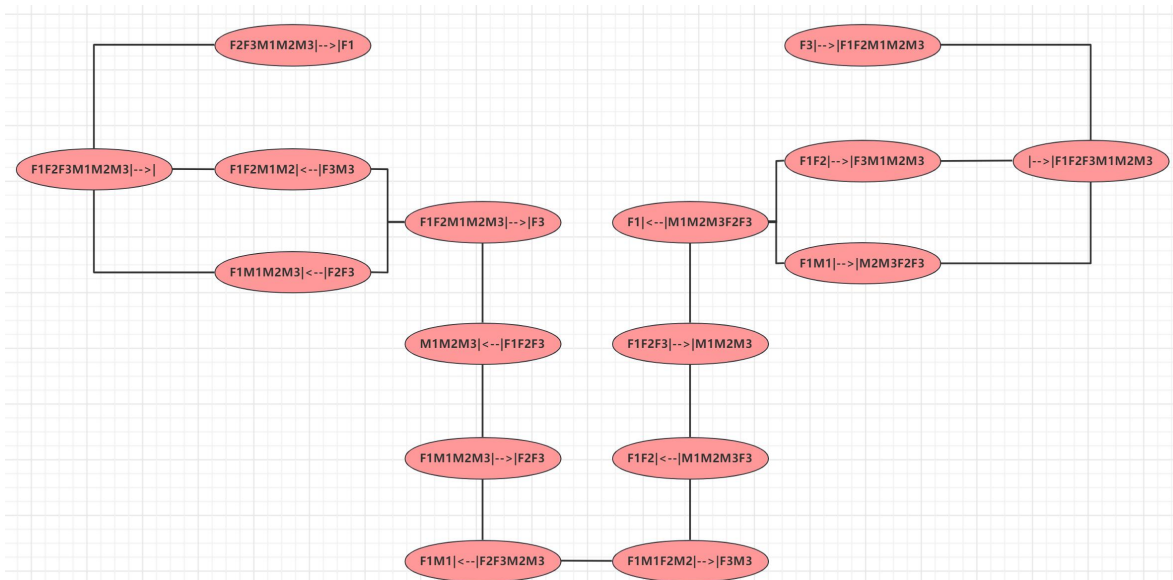 F2F3M1M2M3|-->|F1
F3|-->|F1F2M1M2M3
F1F2F3M1M2M3|-->|
F1F2M1M2|<--|F3M3
F1F2|-->|F3M1M2M3
|-->|F1F2F3M1M2M3
F1F2M1M2M3|-->|F3
F1|<--|M1M2M3F2F3
F1M1M2M3|<--|F2F3
F1M1|-->|M2M3F2F3
M1M2M3|<--|F1F2F3
F1F2F3|-->|M1M2M3
F1M1M2M3|-->|F2F3
F1F2|<--|M1M2M3F3
F1M1|<--|F2F3M2M3
F1M1F2M2|-->|F3M3